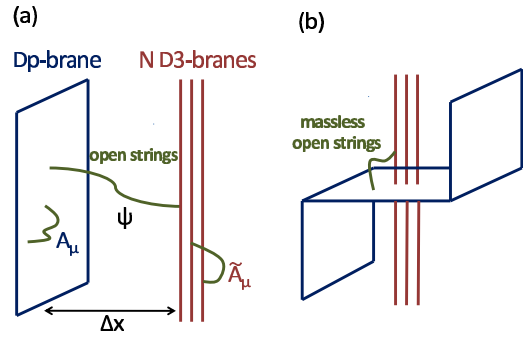 (a)
Dp-brane
N D3-branes
open strings
ψ
Aμ
Ãμ
Δx
(b)
massless
open strings